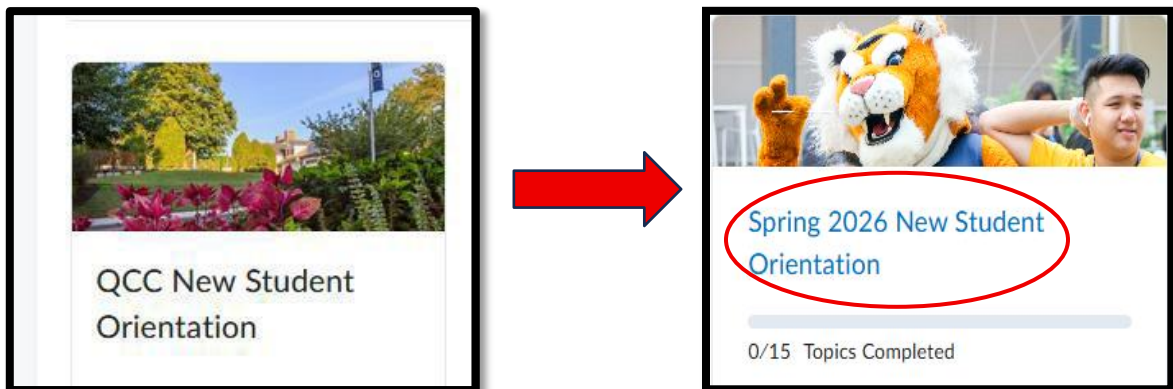 QCC New Student
Orientation
Spring 2026 New Student
Orientation
0/15 Topics Completed